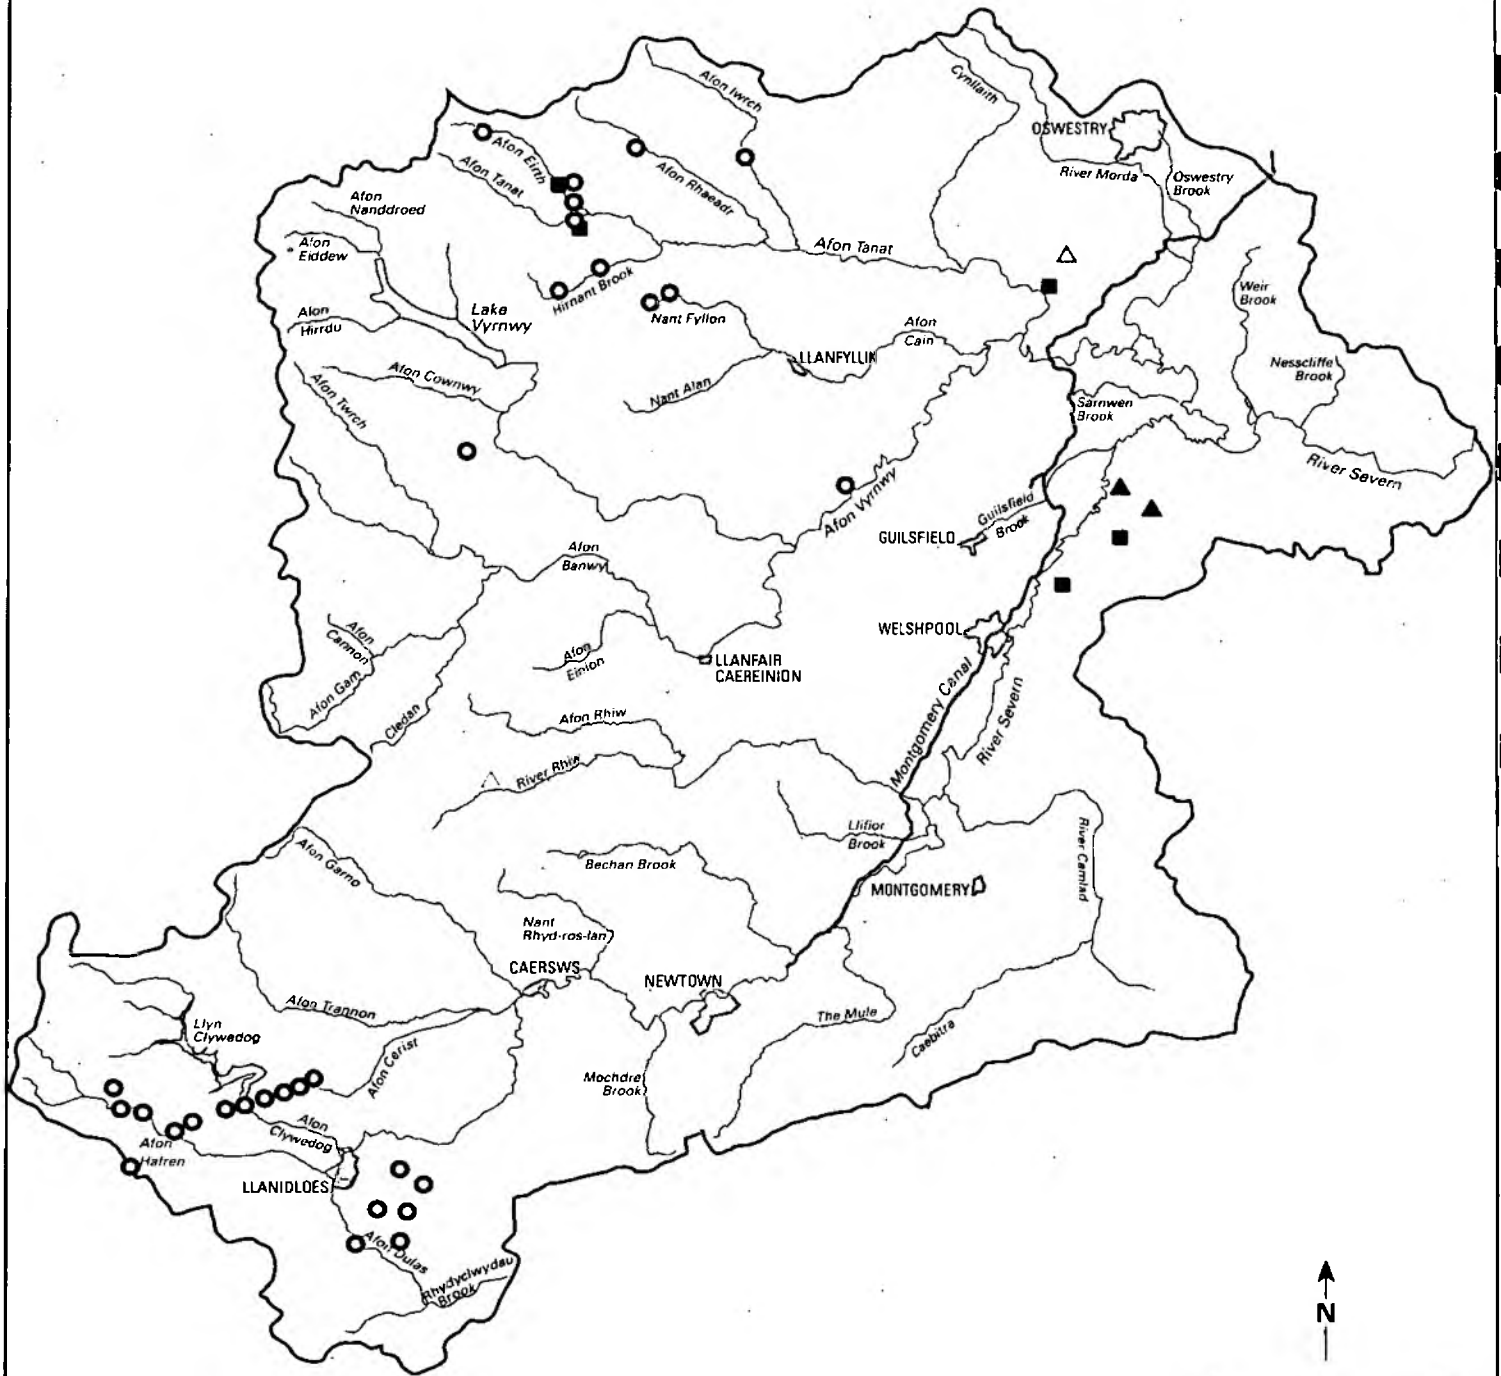 Afon Iwrch
Cynllaith
OSWESTRY
Afon Eirth
Afon Tanat
Afon Rhaeadr
River Morda
Oswestry
Brook
Afon
Nanddroed
Afon
Eiddew
Afon Tanat
Hirnant Brook
Weir
Brook
Afon
Hirrdu
Lake
Vyrnwy
Nant Fyllon
Afon
Cain
LLANFYLLIN
Nesscliffe
Brook
Afon Cownwy
Afon Twrch
Nant Alan
Sarnwen
Brook
River Severn
Afon Vyrnwy
Guilsfield
Brook
GUILSFIELD
Afon
Banwy
WELSHPOOL
Afon
Cannon
Afon
Einion
LLANFAIR
CAEREINION
Afon Gam
Cledan
Afon Rhiw
Montgomery Canal
River Severn
River Rhiw
Llifior
Brook
River Camlad
Afon Garno
Bechan Brook
MONTGOMERY
Nant
Rhyd-ros-lan
CAERSWS
NEWTOWN
Afon Trannon
The Mule
Caebitra
Llyn
Clywedog
Afon Cerist
Mochdre
Brook
Afon
Clywedog
Afon
Hafren
LLANIDLOES
Afon Dulas
Rhydyclwydau
Brook
N